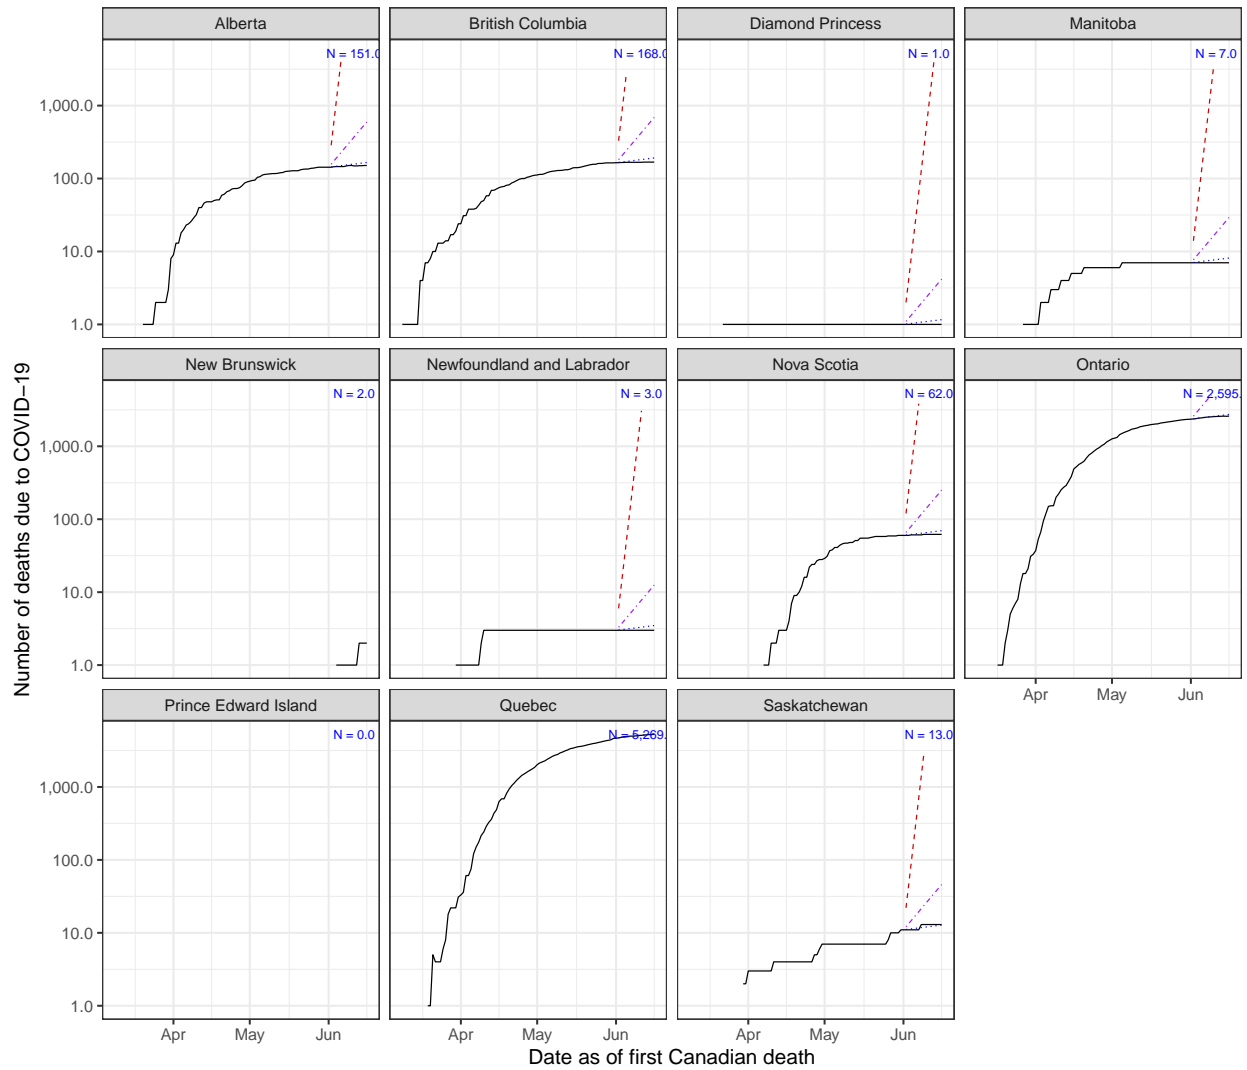 Alberta
British Columbia
Diamond Princess
Manitoba
N = 151.0
N = 168.0
N = 1.0
N = 7.0
1,000.0
100.0
10.0
1.0
New Brunswick
Newfoundland and Labrador
Nova Scotia
Ontario
N = 2.0
N = 3.0
N = 62.0
N = 2,595.
1,000.0
100.0
10.0
1.0
Apr
May
Jun
Prince Edward Island
Quebec
Saskatchewan
N = 0.0
N = 5,269.
N = 13.0
1,000.0
100.0
10.0
1.0
Apr
May
Jun
Apr
May
Jun
Apr
May
Jun
Date as of first Canadian death
Number of deaths due to COVID−19